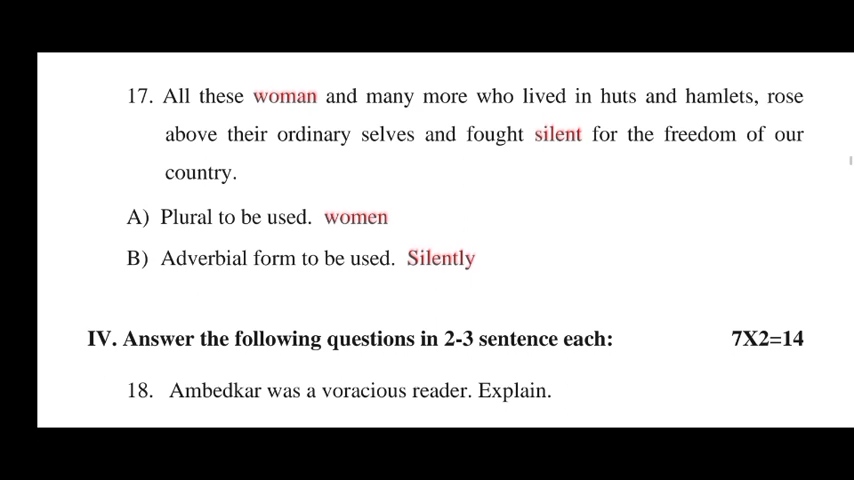 17. All these woman and many more who lived in huts and hamlets, rose
above their ordinary selves and fought silent for the freedom of our
country.
A) Plural to be used. women
B) Adverbial form to be used. Silently
IV. Answer the following questions in 2-3 sentence each: 7X2=14
18. Ambedkar was a voracious reader. Explain.